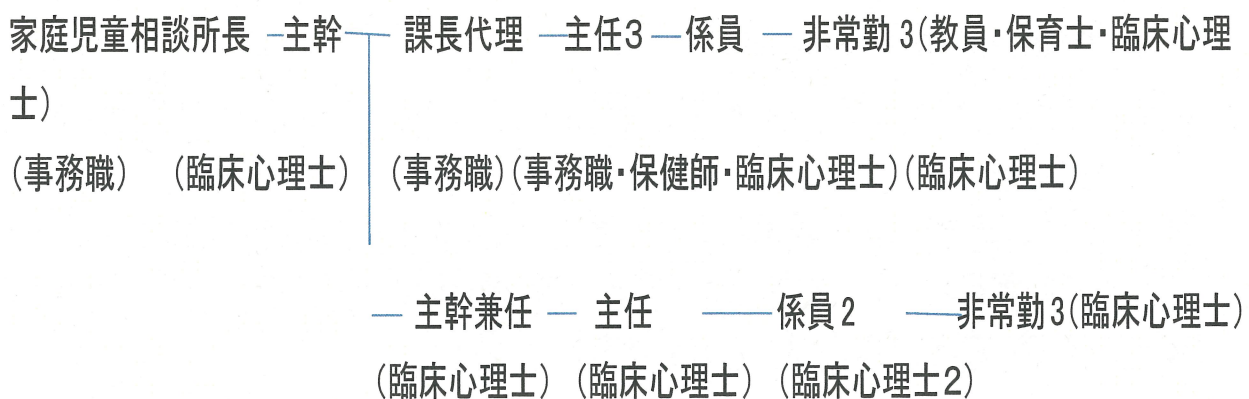 家庭児童相談所長 主幹 課長代理 主任3 係員 非常勤3(教員・保育士・臨床心理
士)
(事務職) (臨床心理士) (事務職)(事務職・保健師・臨床心理士)(臨床心理士)
主幹兼任 主任 係員2 非常勤3(臨床心理士)
(臨床心理士) (臨床心理士) (臨床心理士2)